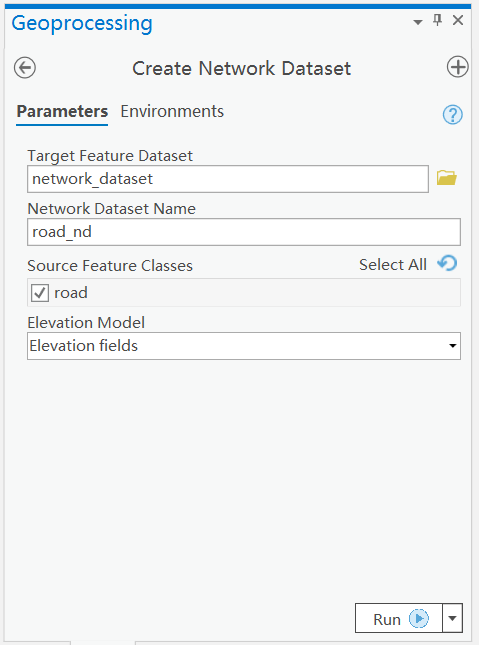 Geoprocessing
Create Network Dataset
Parameters Environments
Target Feature Dataset
network_dataset
Network Dataset Name
road_nd
Source Feature Classes Select All
road
Elevation Model
Elevation fields
Run